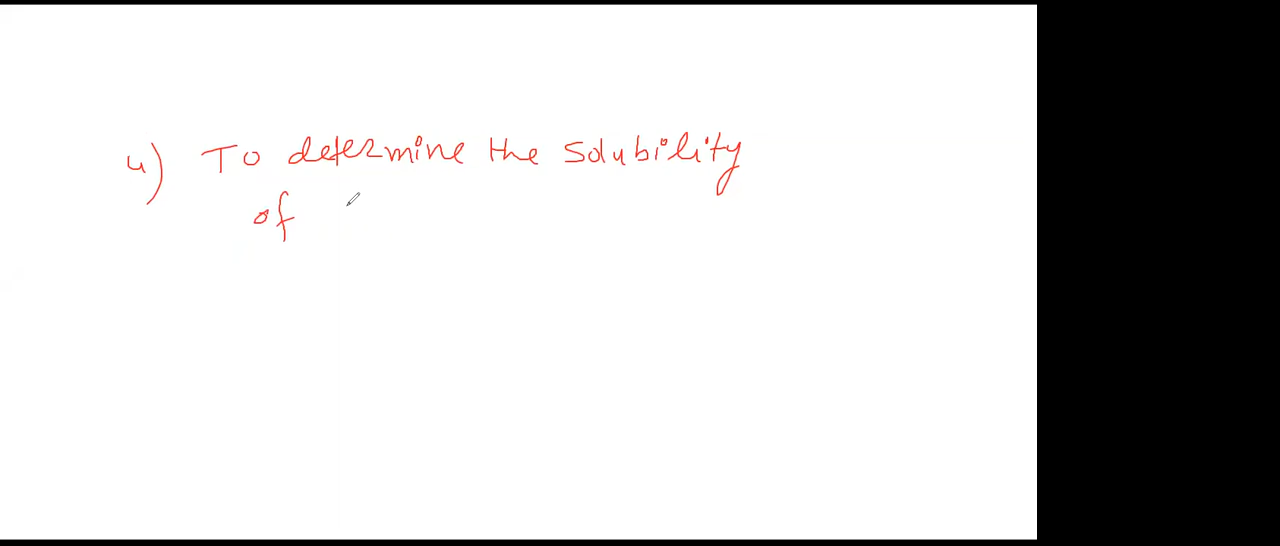 4) To determine the solubility
of